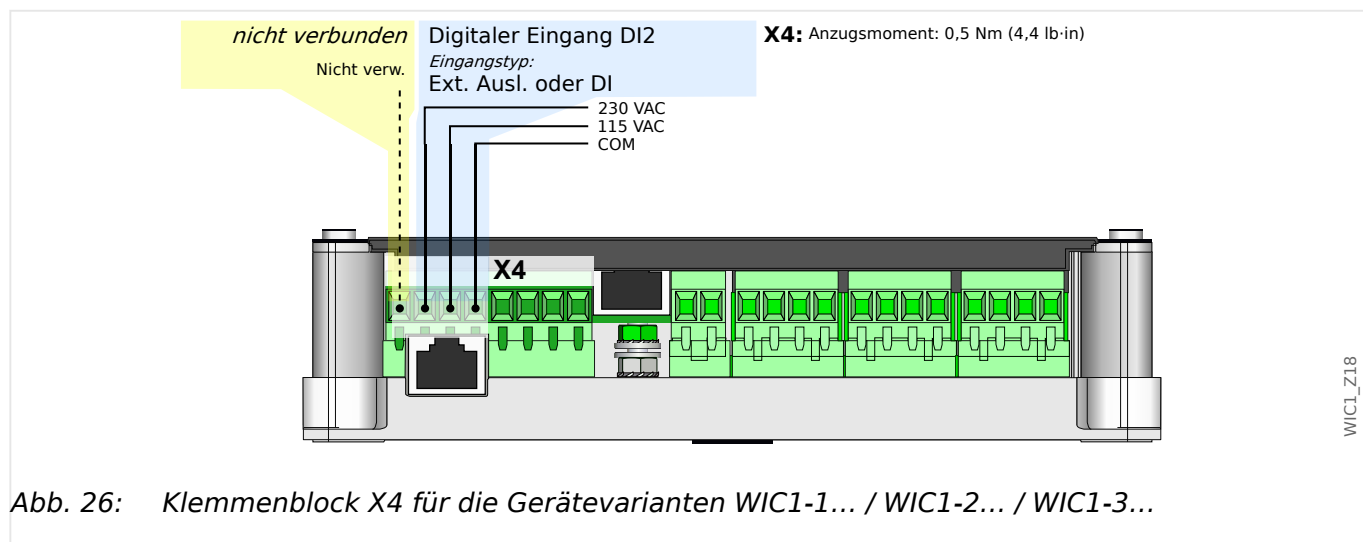 nicht verbunden
Nicht verw.
Digitaler Eingang DI2
Eingangstyp:
Ext. Ausl. oder DI
230 VAC
115 VAC
COM
X4: Anzugsmoment: 0,5 Nm (4,4 lb·in)
X4
WIC1_Z18
Abb. 26: Klemmenblock X4 für die Gerätevarianten WIC1-1… / WIC1-2… / WIC1-3…